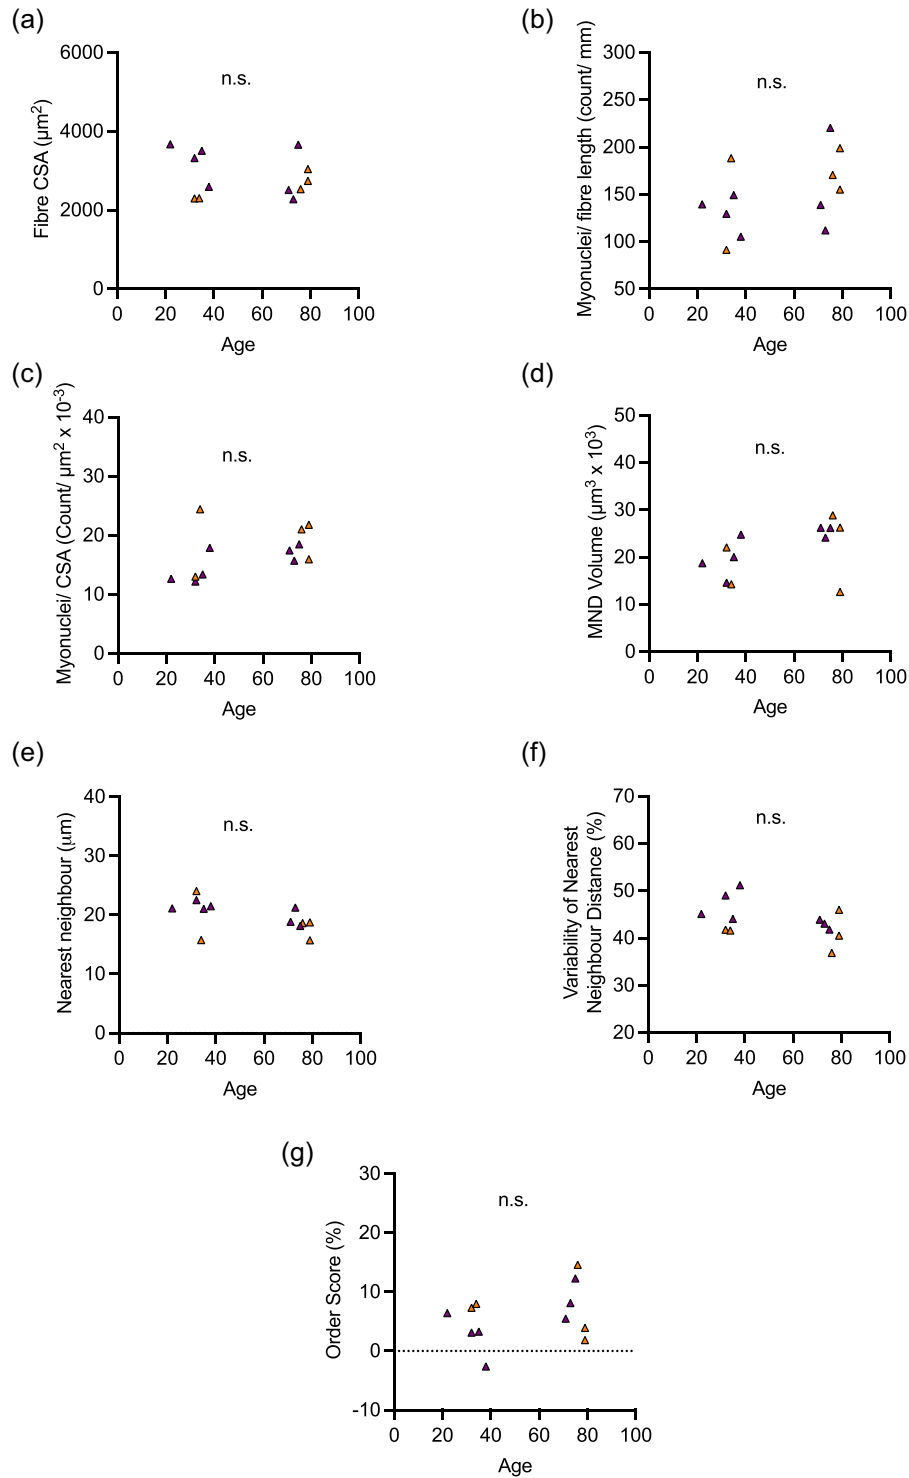 (a)
6000
4000
2000
0
Fibre CSA (μm²)
n.s.
0 20 40 60 80 100
Age
(b)
300
250
200
150
100
50
Myonuclei/ fibre length (count/ mm)
n.s.
0 20 40 60 80 100
Age
(c)
40
30
20
10
0
Myonuclei/ CSA (Count/ μm² x 10⁻³)
n.s.
0 20 40 60 80 100
Age
(d)
50
40
30
20
10
0
MND Volume (μm³ x 10³)
n.s.
0 20 40 60 80 100
Age
(e)
40
30
20
10
0
Nearest neighbour (μm)
n.s.
0 20 40 60 80 100
Age
(f)
70
60
50
40
30
20
Variability of Nearest
Neighbour Distance (%)
n.s.
0 20 40 60 80 100
Age
(g)
30
20
10
0
-10
Order Score (%)
n.s.
0 20 40 60 80 100
Age